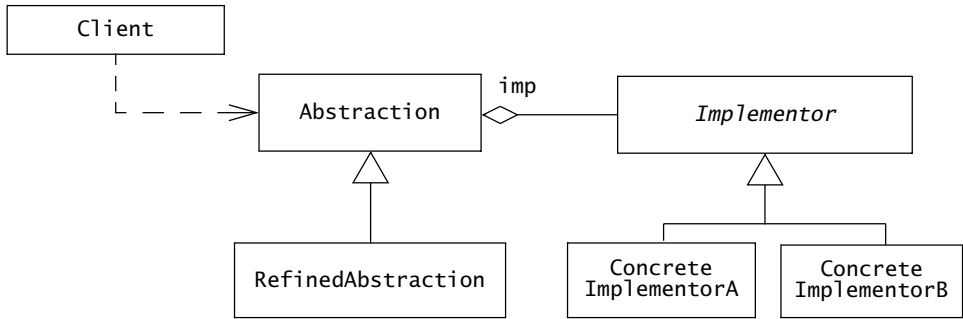 Client
imp
Abstraction
Implementor
RefinedAbstraction
Concrete
ImplementorA
Concrete
ImplementorB